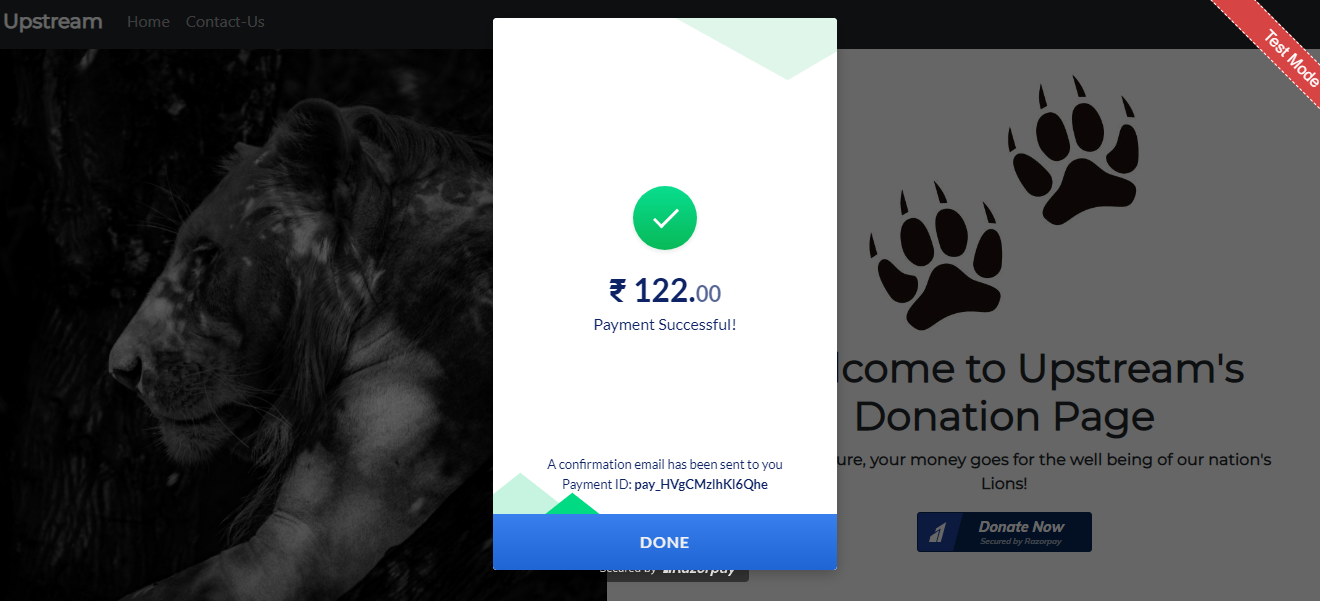 Upstream Home Contact-Us
Test Mode
₹ 122.00
Payment Successful!
A confirmation email has been sent to you
Payment ID: pay_HVgCMzlhKl6Qhe
DONE
lcome to Upstream's
Donation Page
ure, your money goes for the well being of our nation's
Lions!
Donate Now
Secured by Razorpay
Secured by Razorpay